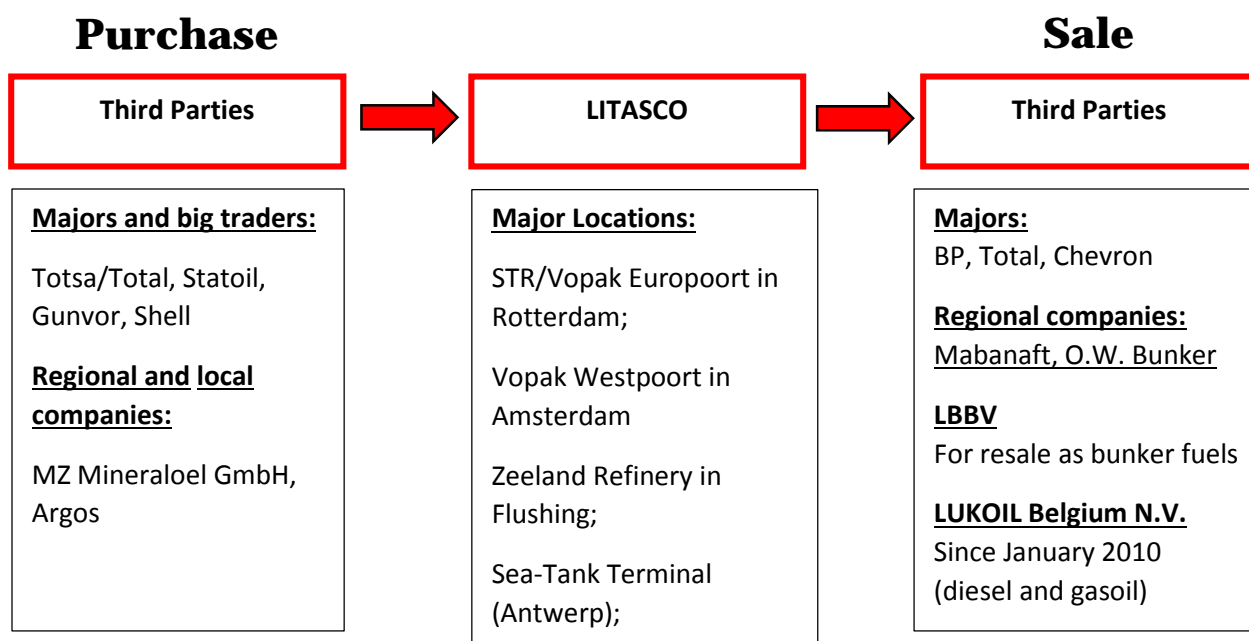 Purchase
Sale
Third Parties
LITASCO
Third Parties
Majors and big traders:
Totsa/Total, Statoil,
Gunvor, Shell
Regional and local
companies:
MZ Mineraloel GmbH,
Argos
Major Locations:
STR/Vopak Europoort in
Rotterdam;
Vopak Westpoort in
Amsterdam
Zeeland Refinery in
Flushing;
Sea-Tank Terminal
(Antwerp);
Majors:
BP, Total, Chevron
Regional companies:
Mabanaft, O.W. Bunker
LBBV
For resale as bunker fuels
LUKOIL Belgium N.V.
Since January 2010
(diesel and gasoil)